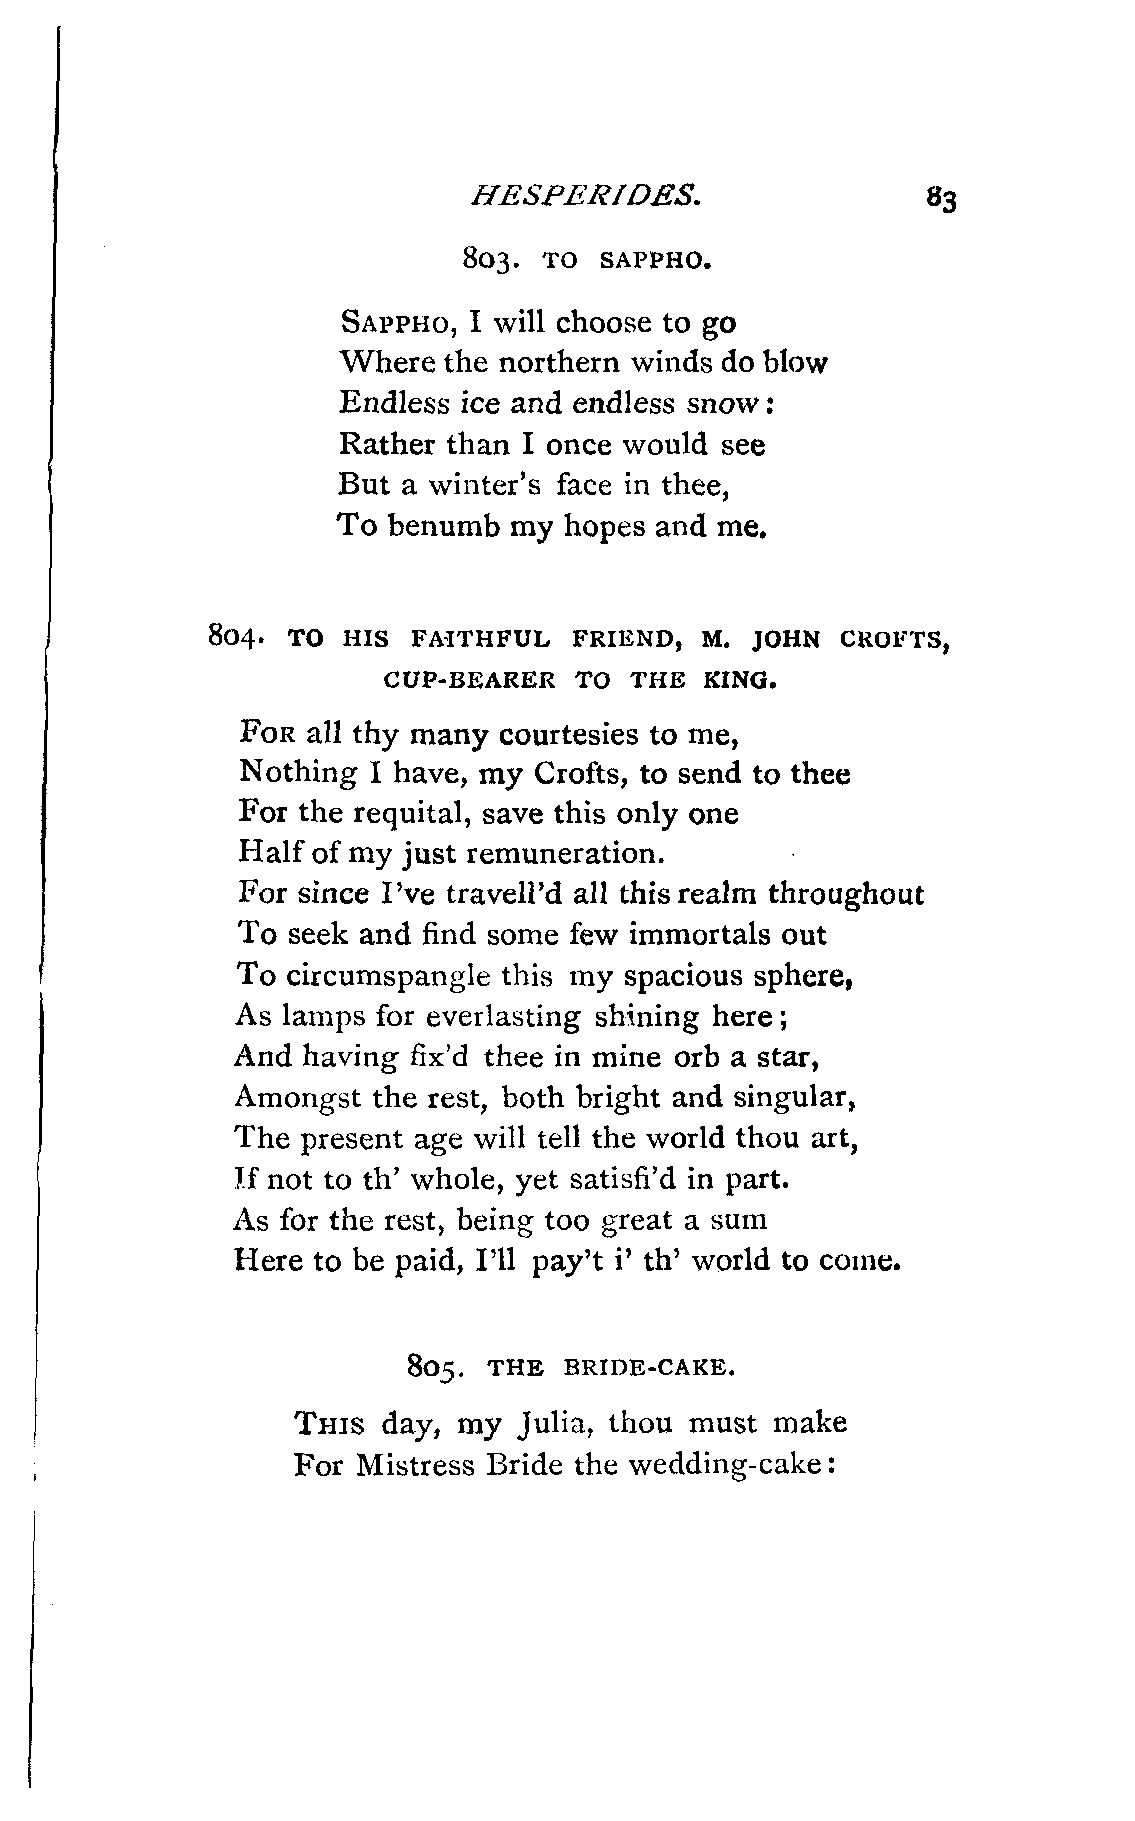 HESPERIDES. 83
803. TO SAPPHO.
SAPPHO, I will choose to go
Where the northern winds do blow
Endless ice and endless snow:
Rather than I once would see
But a winter's face in thee,
To benumb my hopes and me.
804. TO HIS FAITHFUL FRIEND, M. JOHN CROFTS,
CUP-BEARER TO THE KING.
FOR all thy many courtesies to me,
Nothing I have, my Crofts, to send to thee
For the requital, save this only one
Half of my just remuneration.
For since I've travell'd all this realm throughout
To seek and find some few immortals out
To circumspangle this my spacious sphere,
As lamps for everlasting shining here;
And having fix'd thee in mine orb a star,
Amongst the rest, both bright and singular,
The present age will tell the world thou art,
If not to th' whole, yet satisfi'd in part.
As for the rest, being too great a sum
Here to be paid, I'll pay't i' th' world to come.
805. THE BRIDE-CAKE.
THIS day, my Julia, thou must make
For Mistress Bride the wedding-cake: